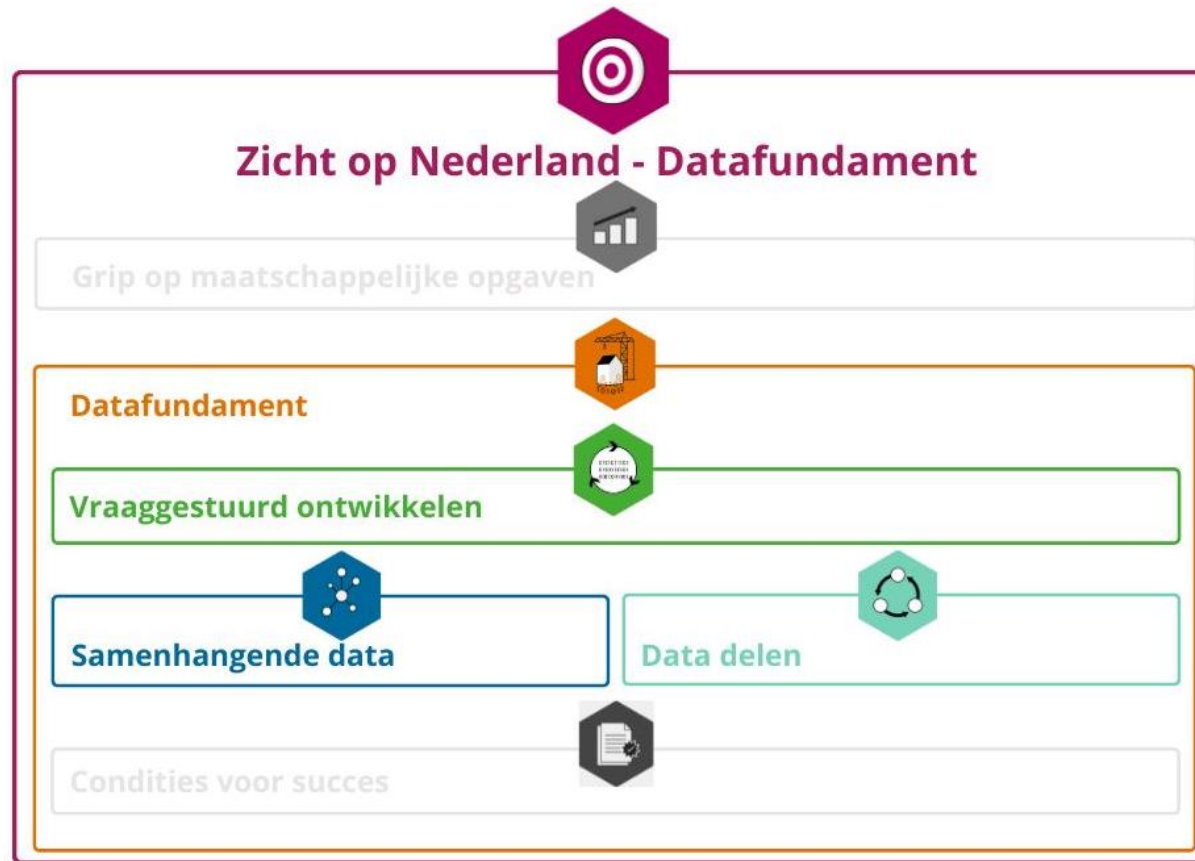 Zicht op Nederland - Datafundament
Grip op maatschappelijke opgaven
Datafundament
Vraaggestuurd ontwikkelen
Samenhangende data
Data delen
Condities voor succes